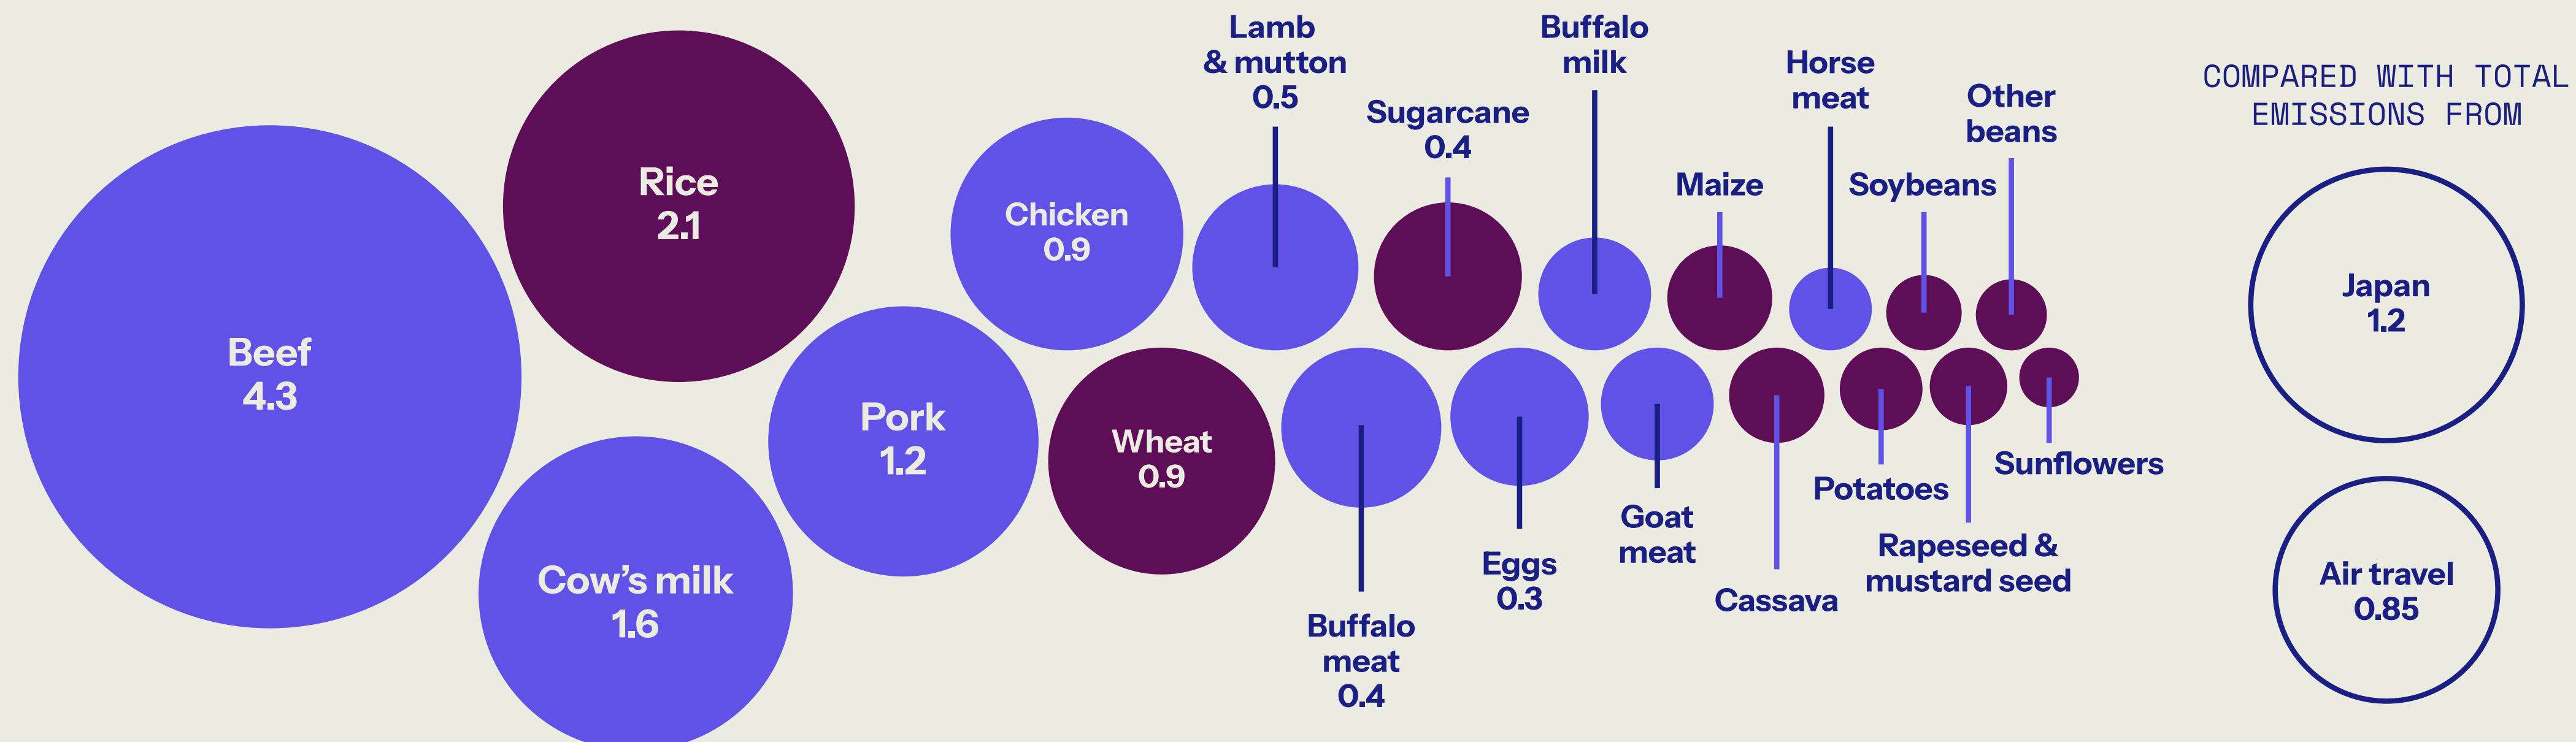 Beef
4.3
Rice
2.1
Cow’s milk
1.6
Pork
1.2
Chicken
0.9
Wheat
0.9
Lamb
& mutton
0.5
Buffalo
meat
0.4
Sugarcane
0.4
Eggs
0.3
Buffalo
milk
Goat
meat
Maize
Cassava
Horse
meat
Potatoes
Soybeans
Rapeseed &
mustard seed
Other
beans
Sunflowers
COMPARED WITH TOTAL
EMISSIONS FROM
Japan
1.2
Air travel
0.85